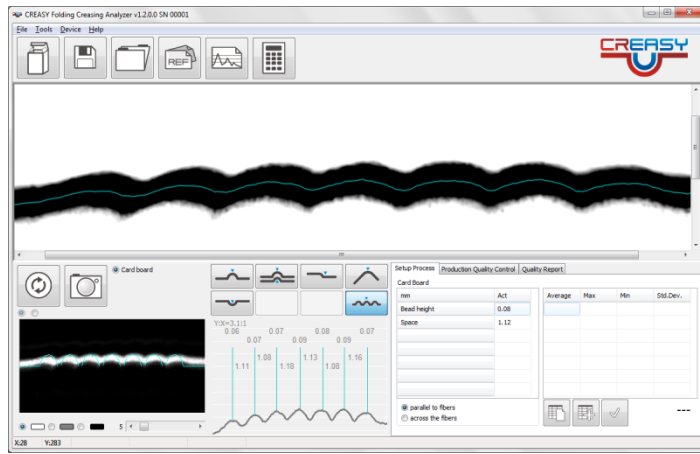 CREASY Folding Creasing Analyzer v1.2.0.0 SN 00001
File Tools Device Help
REF
CREASY
Card board
Y:X=3.1:1
0.06 0.07 0.08 0.07
0.07 0.09 0.09
1.11 1.09 1.18 1.13 1.08 1.16
5
Setup Process Production Quality Control Quality Report
Card Board
mm Act Average Max Min Std.Dev.
Bead height 0.08
Space 1.12
parallel to fibers
across the fibers
---
X:28 Y:283